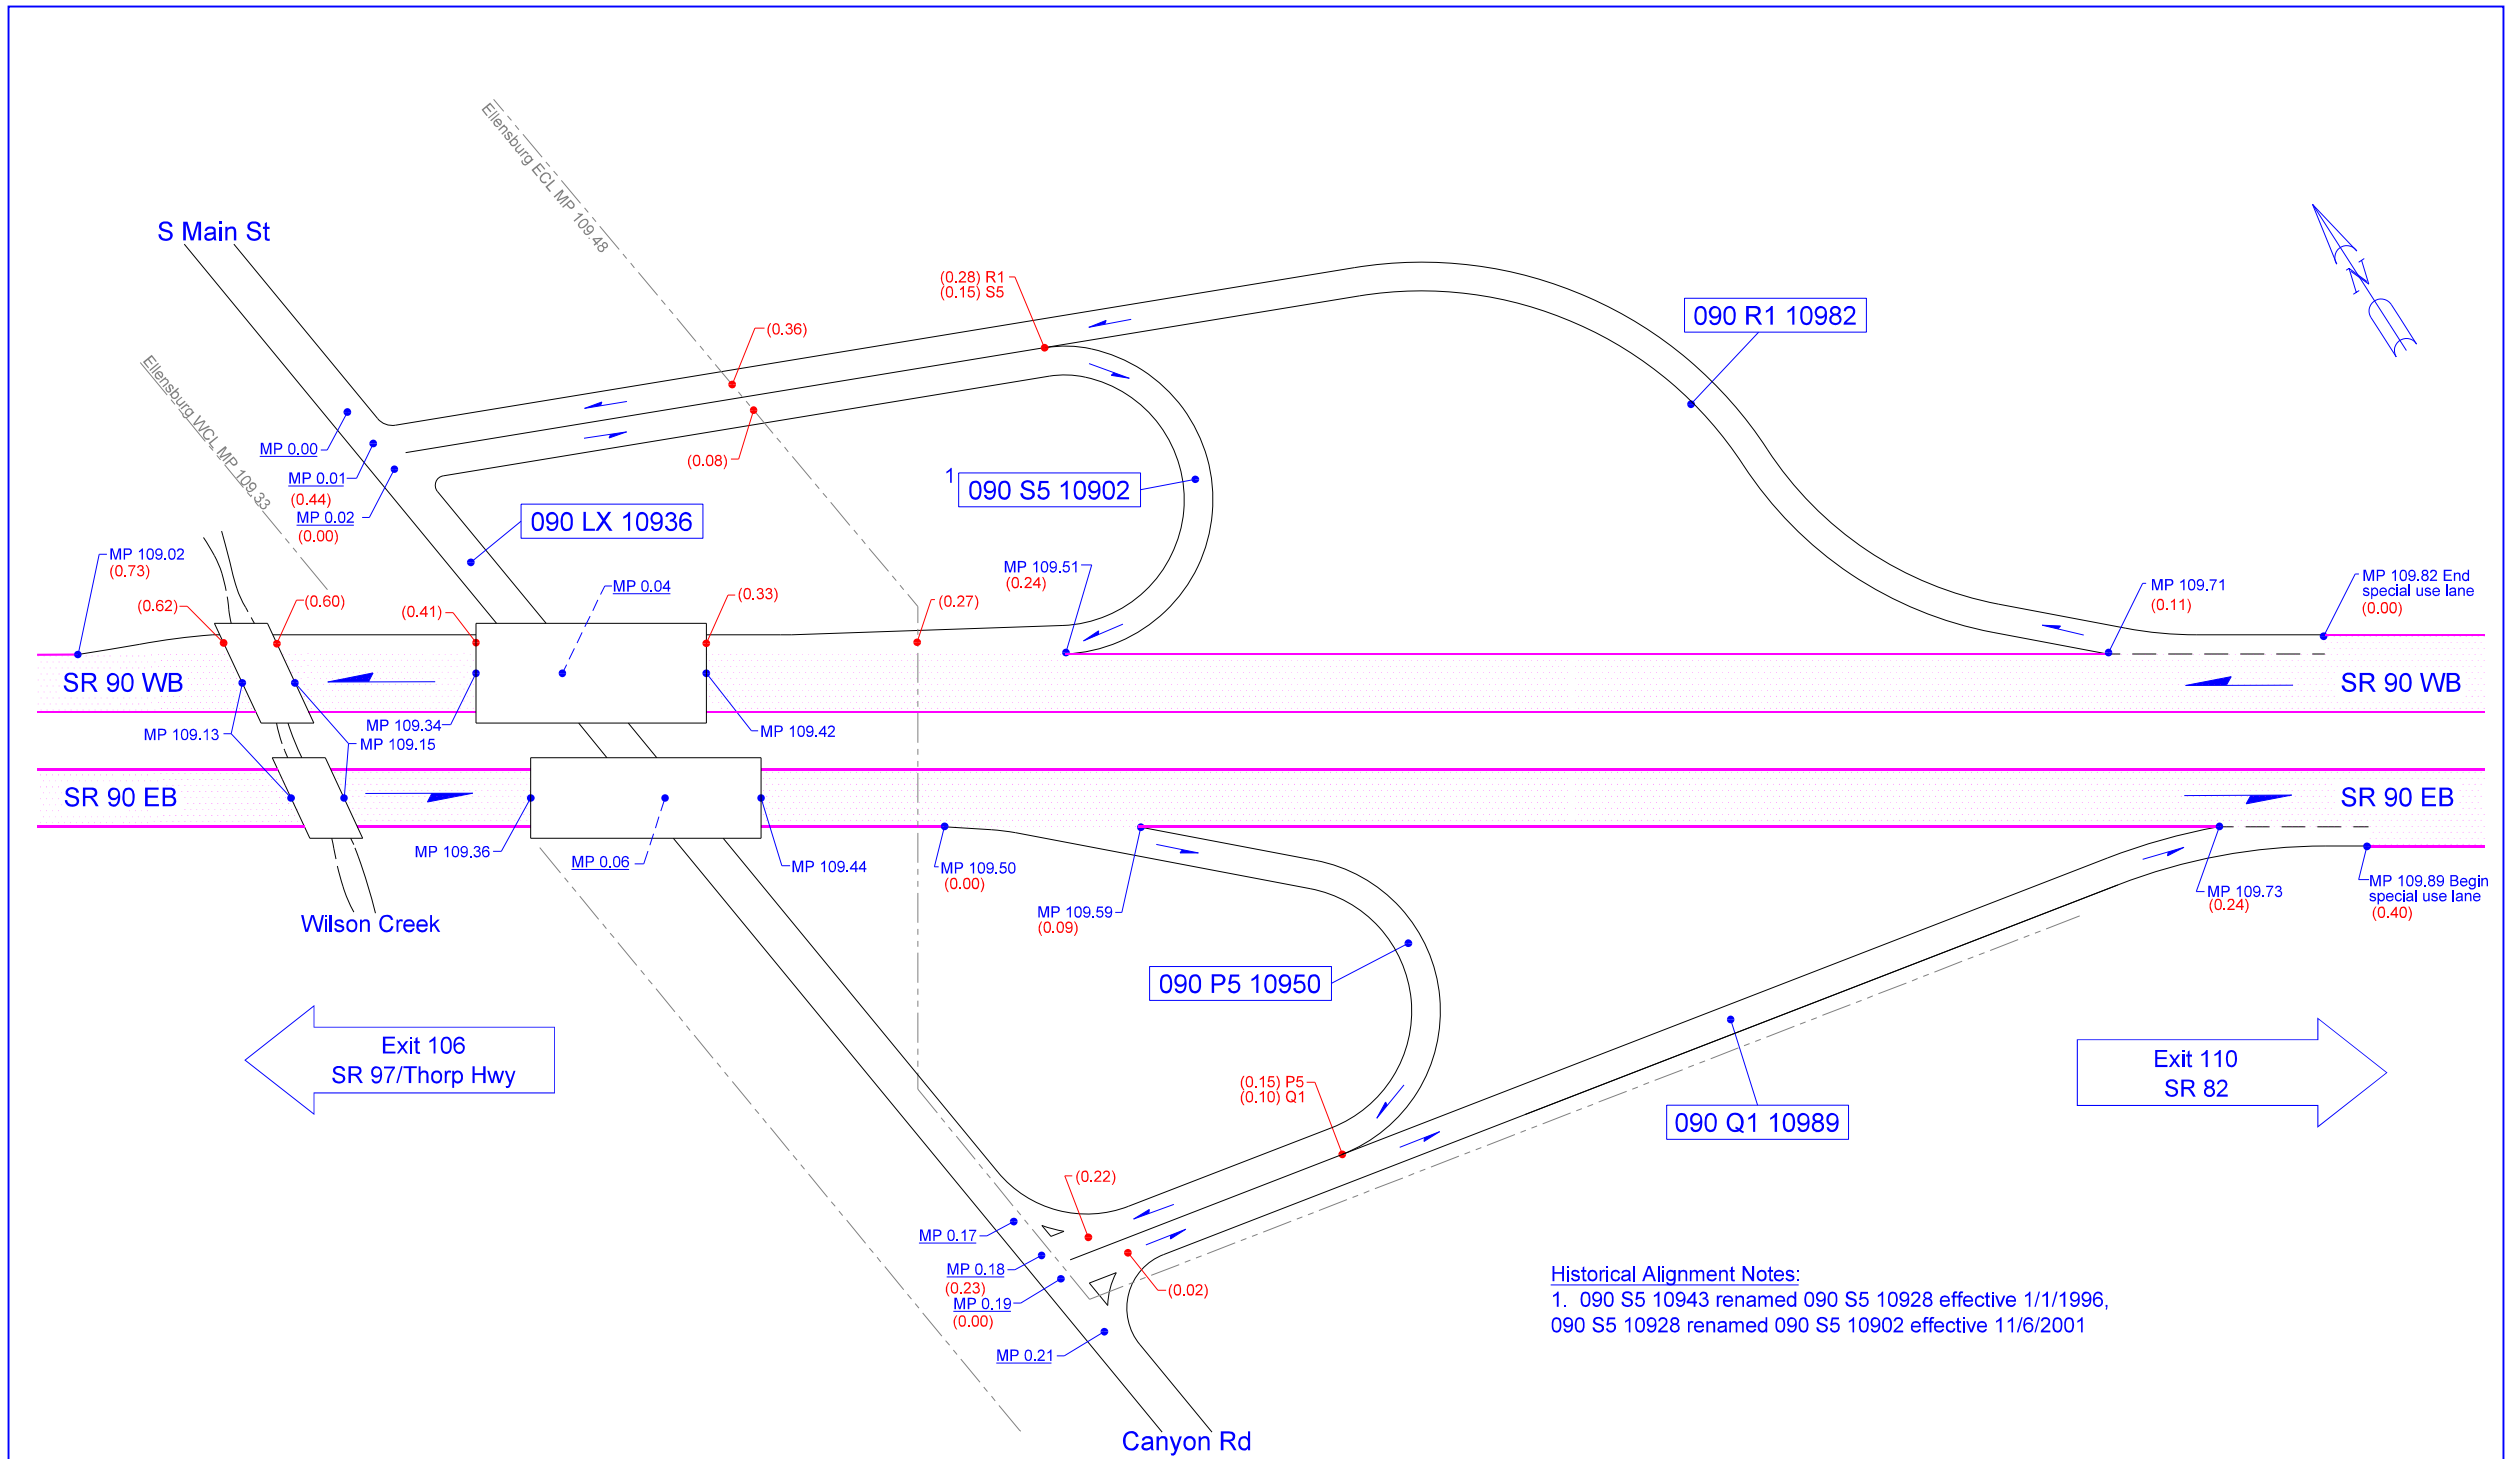 Ellensburg ECL MP 109.48
S Main St
(0.28) R1
(0.15) S5
090 R1 10982
N
(0.36)
Ellensburg WCL MP 109.33
MP 0.00
MP 0.01
(0.44)
MP 0.02
(0.00)
(0.08)
1
090 S5 10902
090 LX 10936
MP 109.02
(0.73)
(0.62)
(0.60)
(0.41)
MP 0.04
(0.33)
(0.27)
MP 109.51
(0.24)
MP 109.71
(0.11)
MP 109.82 End
special use lane
(0.00)
SR 90 WB
SR 90 WB
MP 109.13
MP 109.34
MP 109.15
MP 109.42
SR 90 EB
SR 90 EB
MP 109.36
MP 0.06
MP 109.44
MP 109.50
(0.00)
MP 109.59
(0.09)
MP 109.73
(0.24)
MP 109.89 Begin
special use lane
(0.40)
Wilson Creek
090 P5 10950
Exit 106
SR 97/Thorp Hwy
Exit 110
SR 82
(0.15) P5
(0.10) Q1
090 Q1 10989
(0.22)
MP 0.17
MP 0.18
(0.23)
MP 0.19
(0.00)
(0.02)
MP 0.21
Historical Alignment Notes:
1. 090 S5 10943 renamed 090 S5 10928 effective 1/1/1996,
090 S5 10928 renamed 090 S5 10902 effective 11/6/2001
Canyon Rd